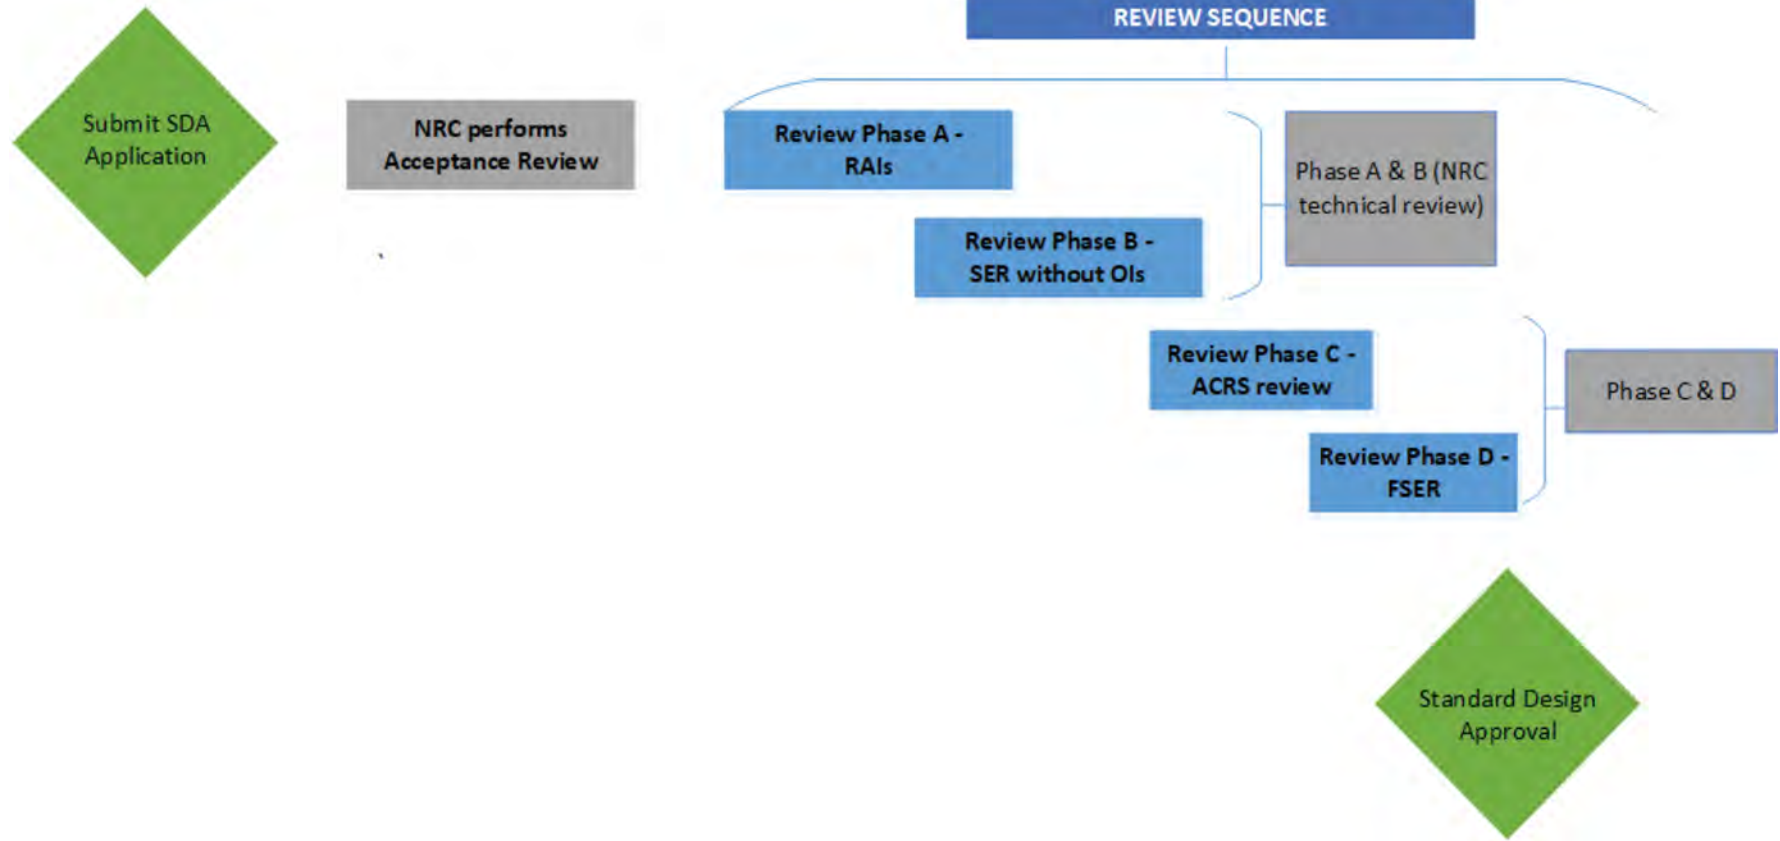 REVIEW SEQUENCE
Submit SDA
Application
NRC performs
Acceptance Review
Review Phase A -
RAIs
Phase A & B (NRC
technical review)
Review Phase B -
SER without OIs
Review Phase C -
ACRS review
Phase C & D
Review Phase D -
FSER
Standard Design
Approval